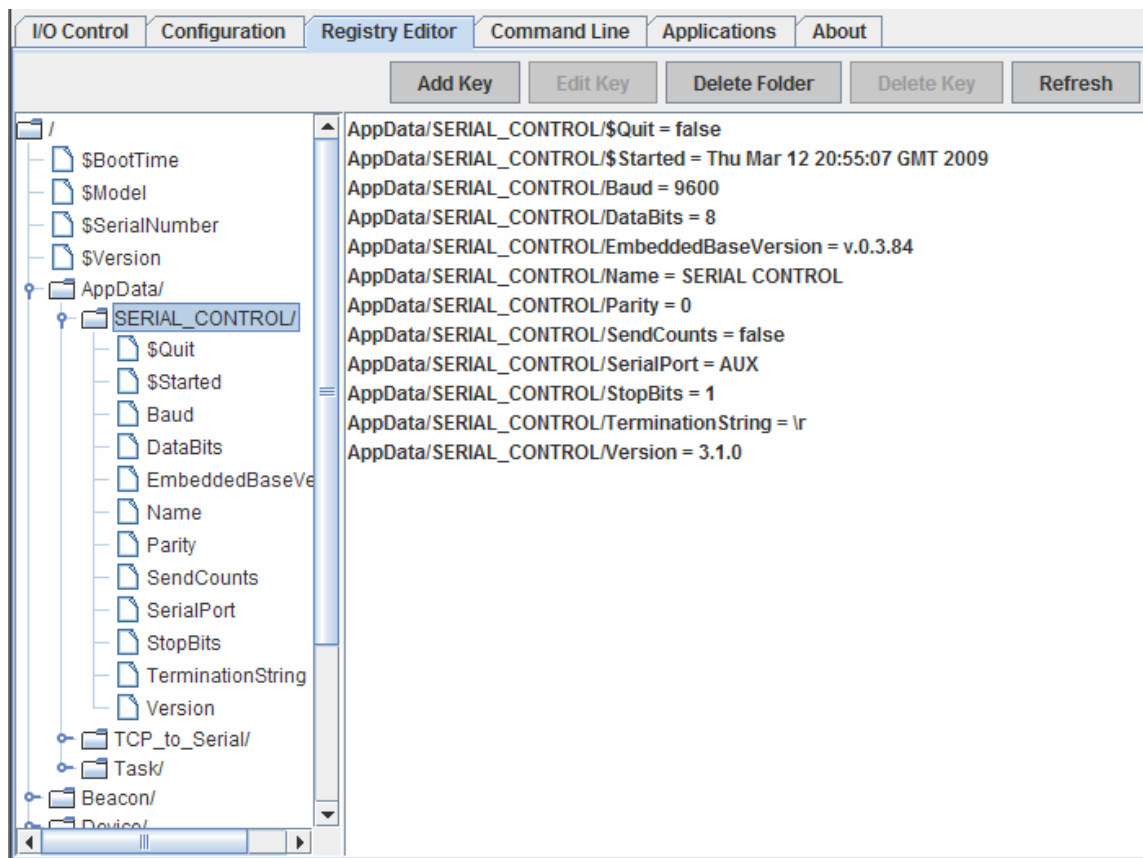 I/O Control Configuration Registry Editor Command Line Applications About
Add Key Edit Key Delete Folder Delete Key Refresh
/
$BootTime
$Model
$SerialNumber
$Version
AppData/
SERIAL_CONTROL/
$Quit
$Started
Baud
DataBits
EmbeddedBaseVe
Name
Parity
SendCounts
SerialPort
StopBits
TerminationString
Version
TCP_to_Serial/
Task/
Beacon/
Device/
AppData/SERIAL_CONTROL/$Quit = false
AppData/SERIAL_CONTROL/$Started = Thu Mar 12 20:55:07 GMT 2009
AppData/SERIAL_CONTROL/Baud = 9600
AppData/SERIAL_CONTROL/DataBits = 8
AppData/SERIAL_CONTROL/EmbeddedBaseVersion = v.0.3.84
AppData/SERIAL_CONTROL/Name = SERIAL CONTROL
AppData/SERIAL_CONTROL/Parity = 0
AppData/SERIAL_CONTROL/SendCounts = false
AppData/SERIAL_CONTROL/SerialPort = AUX
AppData/SERIAL_CONTROL/StopBits = 1
AppData/SERIAL_CONTROL/TerminationString = \r
AppData/SERIAL_CONTROL/Version = 3.1.0